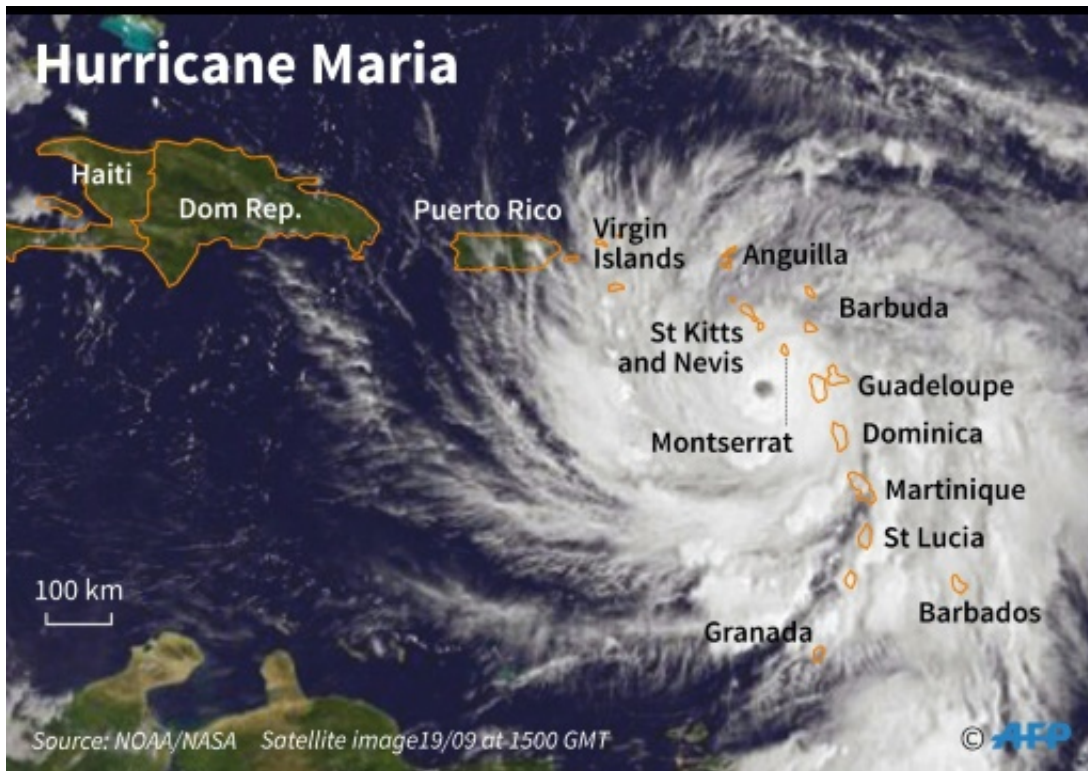 Hurricane Maria
Haiti
Dom Rep.
Puerto Rico
Virgin
Islands
Anguilla
Barbuda
St Kitts
and Nevis
Guadeloupe
Montserrat
Dominica
Martinique
St Lucia
100 km
Barbados
Granada
Source: NOAA/NASA Satellite image19/09 at 1500 GMT
© AFP